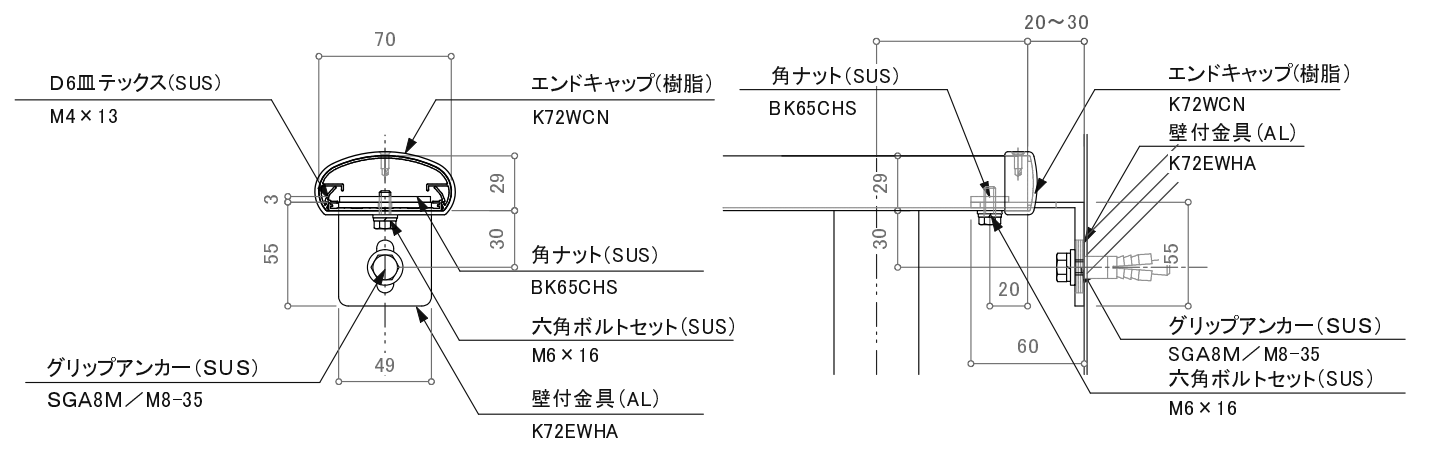 70
D6皿テックス(SUS)
M4×13
エンドキャップ(樹脂)
K72WCN
29
3
30
55
角ナット(SUS)
BK65CHS
六角ボルトセット(SUS)
M6×16
49
グリップアンカー(SUS)
SGA8M/M8-35
壁付金具(AL)
K72EWHA
20～30
角ナット(SUS)
BK65CHS
エンドキャップ(樹脂)
K72WCN
壁付金具(AL)
K72EWHA
29
30
55
20
60
グリップアンカー(SUS)
SGA8M/M8-35
六角ボルトセット(SUS)
M6×16